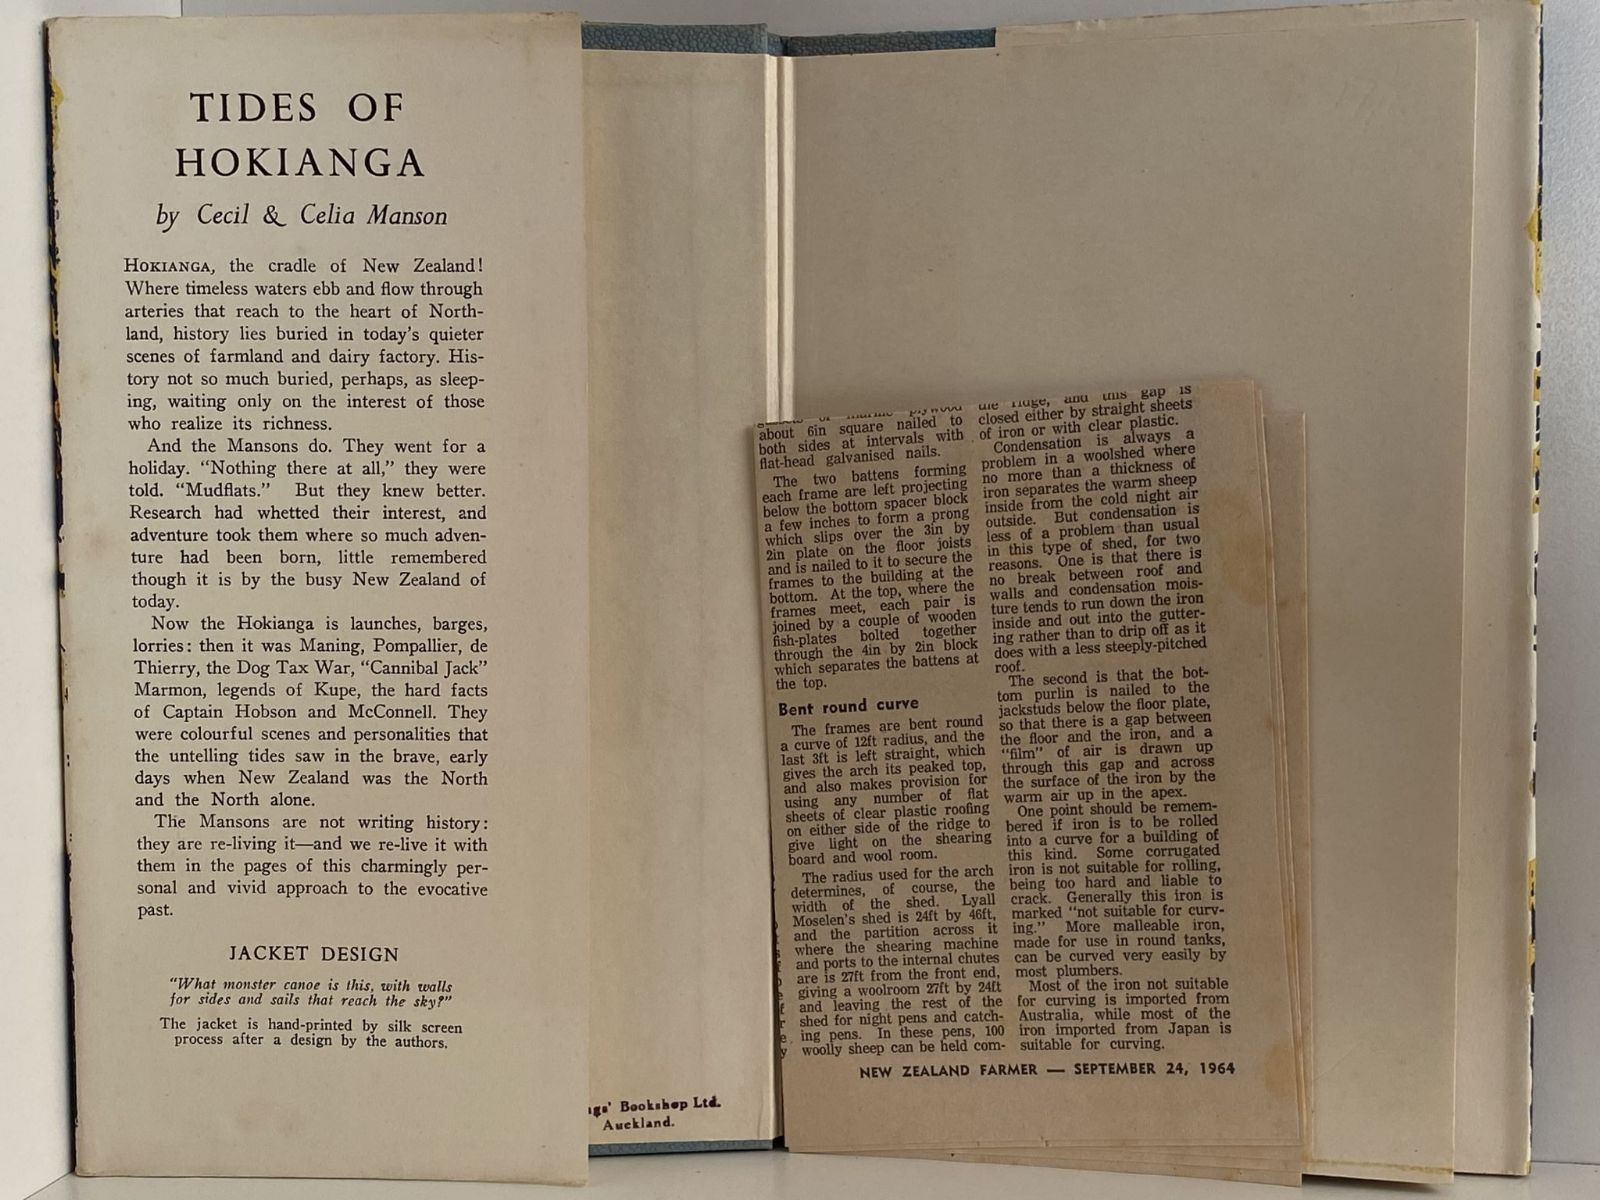 TIDES OF
HOKIANGA
by Cecil & Celia Manson
HOKIANGA, the cradle of New Zealand!
Where timeless waters ebb and flow through
arteries that reach to the heart of North-
land, history lies buried in today's quieter
scenes of farmland and dairy factory. His-
tory not so much buried, perhaps, as sleep-
ing, waiting only on the interest of those
who realize its richness.
And the Mansons do. They went for a
holiday. "Nothing there at all," they were
told. "Mudflats." But they knew better.
Research had whetted their interest, and
adventure took them where so much adven-
ture had been born, little remembered
though it is by the busy New Zealand of
today.
Now the Hokianga is launches, barges,
lorries: then it was Maning, Pompallier, de
Thierry, the Dog Tax War, "Cannibal Jack"
Marmon, legends of Kupe, the hard facts
of Captain Hobson and McConnell. They
were colourful scenes and personalities that
the untelling tides saw in the brave, early
days when New Zealand was the North
and the North alone.
The Mansons are not writing history:
they are re-living it—and we re-live it with
them in the pages of this charmingly per-
sonal and vivid approach to the evocative
past.
JACKET DESIGN
"What monster canoe is this, with walls
for sides and sails that reach the sky?"
The jacket is hand-printed by silk screen
process after a design by the authors.
Bookshop Ltd.
Auckland.
marine plywood
about 6in square nailed to
both sides at intervals with
flat-head galvanised nails.
The two battens forming
each frame are left projecting
below the bottom spacer block
a few inches to form a prong
which slips over the 3in by
2in plate on the floor joists
and is nailed to it to secure the
frames to the building at the
bottom. At the top, where the
frames meet, each pair is
joined by a couple of wooden
fish-plates bolted together
through the 4in by 2in block
which separates the battens at
the top.
Bent round curve
The frames are bent round
a curve of 12ft radius, and the
last 3ft is left straight, which
gives the arch its peaked top,
and also makes provision for
using any number of flat
sheets of clear plastic roofing
on either side of the ridge to
give light on the shearing
board and wool room.
The radius used for the arch
determines, of course, the
width of the shed. Lyall
Moselen's shed is 24ft by 46ft,
and the partition across it
where the shearing machine
and ports to the internal chutes
are is 27ft from the front end,
giving a woolroom 27ft by 24ft
and leaving the rest of the
shed for night pens and catch-
ing pens. In these pens, 100
woolly sheep can be held com-
the ridge, and this gap is
closed either by straight sheets
of iron or with clear plastic.
Condensation is always a
problem in a woolshed where
no more than a thickness of
iron separates the warm sheep
inside from the cold night air
outside. But condensation is
less of a problem than usual
in this type of shed, for two
reasons. One is that there is
no break between roof and
walls and condensation mois-
ture tends to run down the iron
inside and out into the gutter-
ing rather than to drip off as it
does with a less steeply-pitched
roof.
The second is that the bot-
tom purlin is nailed to the
jackstuds below the floor plate,
so that there is a gap between
the floor and the iron, and a
"film" of air is drawn up
through this gap and across
the surface of the iron by the
warm air up in the apex.
One point should be remem-
bered if iron is to be rolled
into a curve for a building of
this kind. Some corrugated
iron is not suitable for rolling,
being too hard and liable to
crack. Generally this iron is
marked "not suitable for curv-
ing." More malleable iron,
made for use in round tanks,
can be curved very easily by
most plumbers.
Most of the iron not suitable
for curving is imported from
Australia, while most of the
iron imported from Japan is
suitable for curving.
NEW ZEALAND FARMER — SEPTEMBER 24, 1964